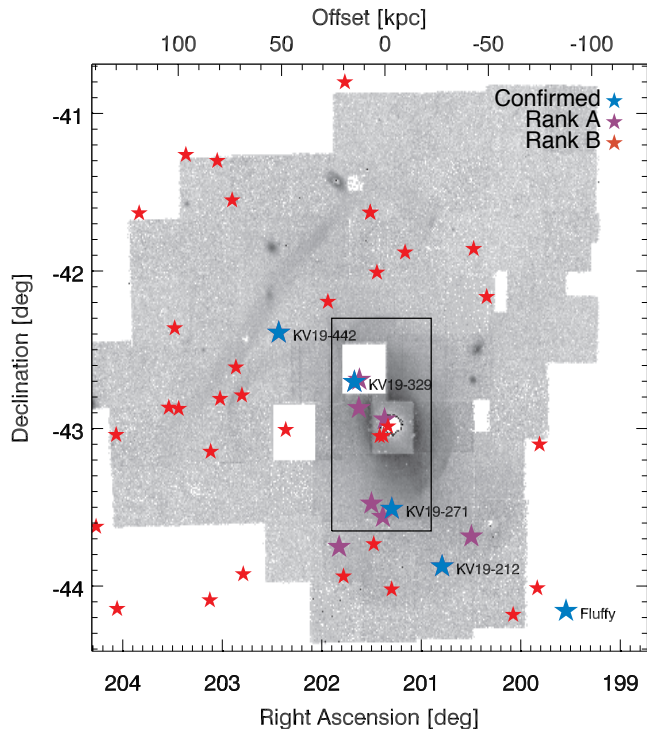 Offset [kpc]
100 50 0 -50 -100
Confirmed
Rank A
Rank B
-41
-42
-43
-44
Declination [deg]
KV19-442
KV19-329
KV19-271
KV19-212
Fluffy
204 203 202 201 200 199
Right Ascension [deg]